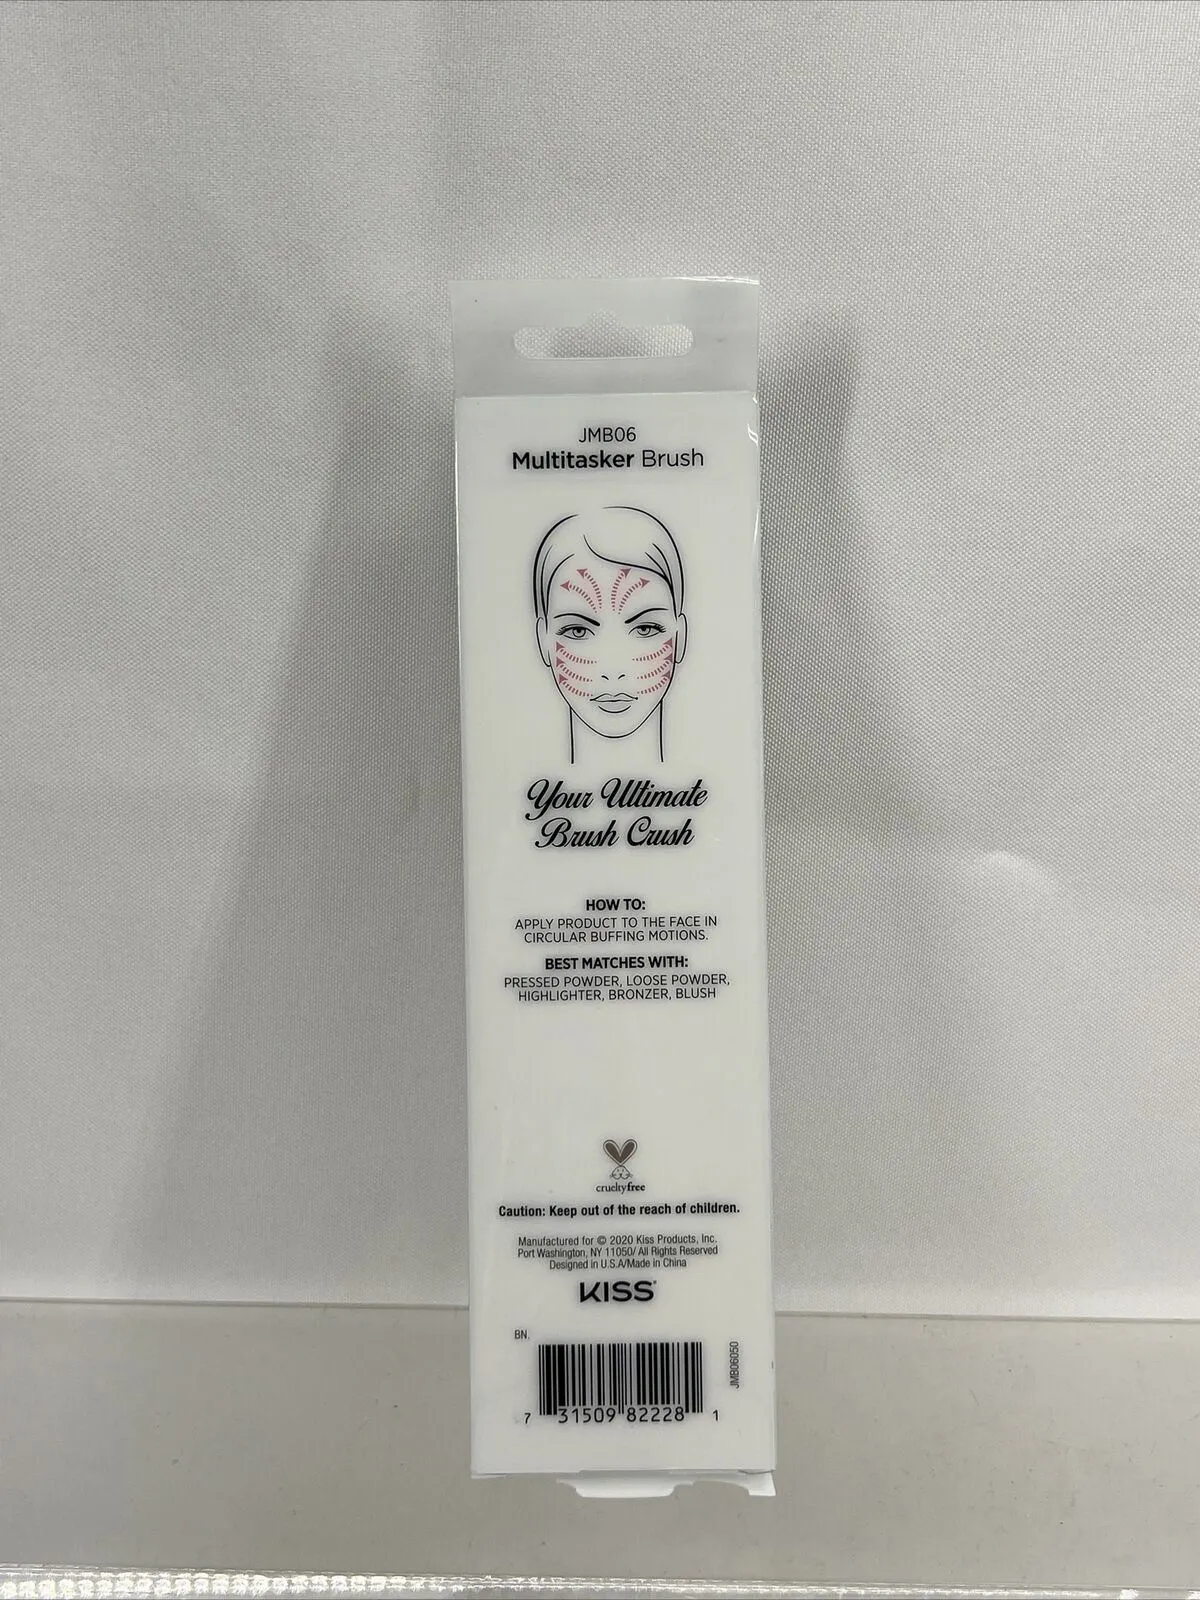 JMB06
Multitasker Brush
Your Ultimate
Brush Crush
HOW TO:
APPLY PRODUCT TO THE FACE IN
CIRCULAR BUFFING MOTIONS.
BEST MATCHES WITH:
PRESSED POWDER, LOOSE POWDER,
HIGHLIGHTER, BRONZER, BLUSH
crueltyfree
Caution: Keep out of the reach of children.
Manufactured for © 2020 Kiss Products, Inc.
Port Washington, NY 11050/ All Rights Reserved
Designed in U.S.A/Made in China
KISS®
BN.
JMB06050
7 31509 82228 1